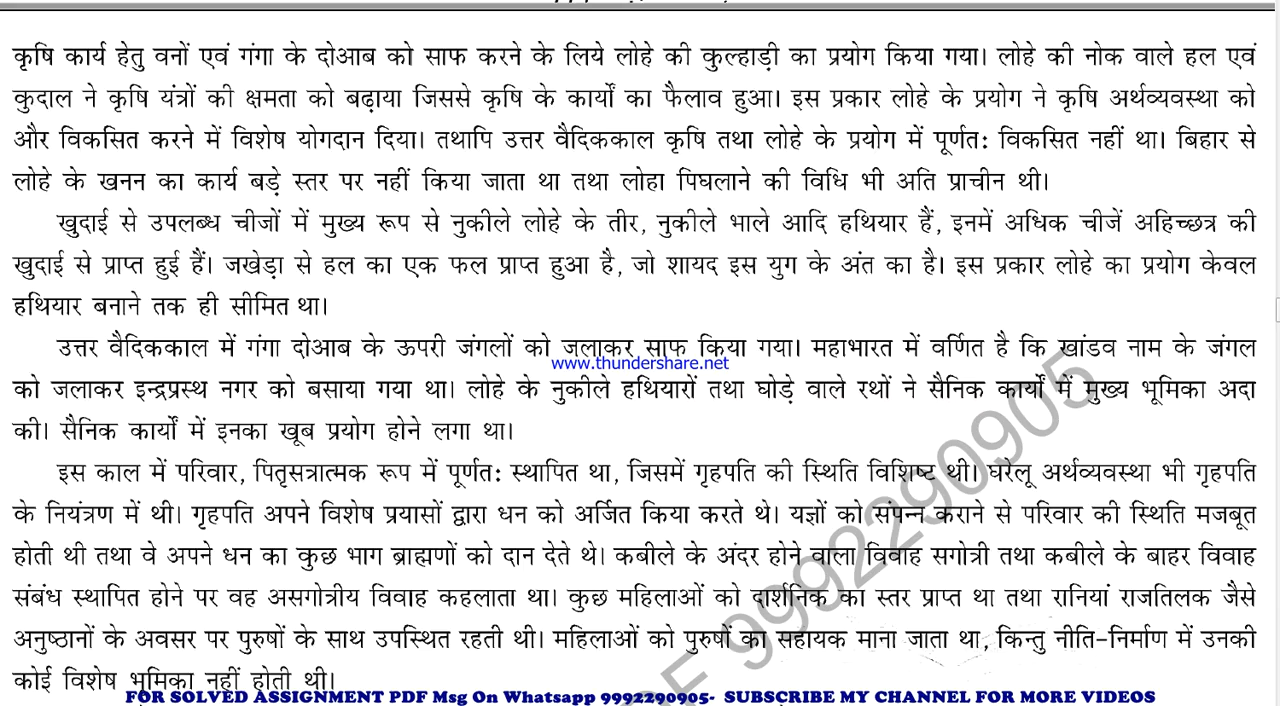 कृषि कार्य हेतु वनों एवं गंगा के दोआब को साफ करने के लिये लोहे की कुल्हाड़ी का प्रयोग किया गया। लोहे की नोक वाले हल एवं
कुदाल ने कृषि यंत्रों की क्षमता को बढ़ाया जिससे कृषि के कार्यों का फैलाव हुआ। इस प्रकार लोहे के प्रयोग ने कृषि अर्थव्यवस्था को
और विकसित करने में विशेष योगदान दिया। तथापि उत्तर वैदिककाल कृषि तथा लोहे के प्रयोग में पूर्णत: विकसित नहीं था। बिहार से
लोहे के खनन का कार्य बड़े स्तर पर नहीं किया जाता था तथा लोहा पिघलाने की विधि भी अति प्राचीन थी।
खुदाई से उपलब्ध चीजों में मुख्य रूप से नुकीले लोहे के तीर, नुकीले भाले आदि हथियार हैं, इनमें अधिक चीजें अहिच्छत्र की
खुदाई से प्राप्त हुई हैं। जखेड़ा से हल का एक फल प्राप्त हुआ है, जो शायद इस युग के अंत का है। इस प्रकार लोहे का प्रयोग केवल
हथियार बनाने तक ही सीमित था।
उत्तर वैदिककाल में गंगा दोआब के ऊपरी जंगलों को जलाकर साफ किया गया। महाभारत में वर्णित है कि खांडव नाम के जंगल
www.thundershare.net
को जलाकर इन्द्रप्रस्थ नगर को बसाया गया था। लोहे के नुकीले हथियारों तथा घोड़े वाले रथों ने सैनिक कार्यों में मुख्य भूमिका अदा
की। सैनिक कार्यों में इनका खूब प्रयोग होने लगा था।
इस काल में परिवार, पितृसत्रात्मक रूप में पूर्णत: स्थापित था, जिसमें गृहपति की स्थिति विशिष्ट थी। घरेलू अर्थव्यवस्था भी गृहपति
के नियंत्रण में थी। गृहपति अपने विशेष प्रयासों द्वारा धन को अर्जित किया करते थे। यज्ञों को संपन्न कराने से परिवार की स्थिति मजबूत
होती थी तथा वे अपने धन का कुछ भाग ब्राह्मणों को दान देते थे। कबीले के अंदर होने वाला विवाह सगोत्री तथा कबीले के बाहर विवाह
संबंध स्थापित होने पर वह असगोत्रीय विवाह कहलाता था। कुछ महिलाओं को दार्शनिक का स्तर प्राप्त था तथा रानियां राजतिलक जैसे
अनुष्ठानों के अवसर पर पुरुषों के साथ उपस्थित रहती थी। महिलाओं को पुरुषों का सहायक माना जाता था, किन्तु नीति-निर्माण में उनकी
कोई विशेष भूमिका नहीं होती थी।
9992290905
FOR SOLVED ASSIGNMENT PDF Msg On Whatsapp 9992290905- SUBSCRIBE MY CHANNEL FOR MORE VIDEOS